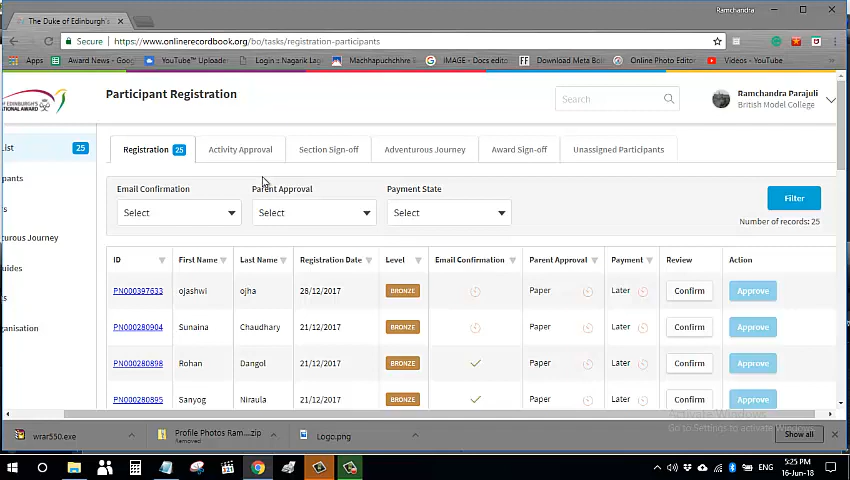 Ramchandra
The Duke of Edinburgh's
Secure
https://www.onlinerecordbook.org/bo/tasks/registration-participants
Apps
Award News - Goog
YouTube™ Uploader
Login :: Nagarik Lag
Machhapuchchhre
IMAGE - Docs editor
Download Meta Bol
Online Photo Editor
Videos - YouTube
Participant Registration
Search
Ramchandra Parajuli
British Model College
EDINBURGH'S
NATIONAL AWARD
List 25
Registration 25
Activity Approval
Section Sign-off
Adventurous Journey
Award Sign-off
Unassigned Participants
pants
s
urous Journey
uides
ts
ganisation
Email Confirmation
Parent Approval
Payment State
Select
Select
Select
Filter
Number of records: 25
ID First Name Last Name Registration Date Level Email Confirmation Parent Approval Payment Review Action
PN000397633 ojashwi ojha 28/12/2017 BRONZE Paper Later Confirm Approve
PN000280904 Sunaina Chaudhary 21/12/2017 BRONZE Paper Later Confirm Approve
PN000280898 Rohan Dangol 21/12/2017 BRONZE Paper Later Confirm Approve
PN000280895 Sanyog Niraula 21/12/2017 BRONZE Paper Later Confirm Approve
Activate Windows
Go to Settings to activate Windows.
wrar550.exe
Profile Photos Ram....zip
Removed
Logo.png
Show all
ENG
5:25 PM
16-Jun-18